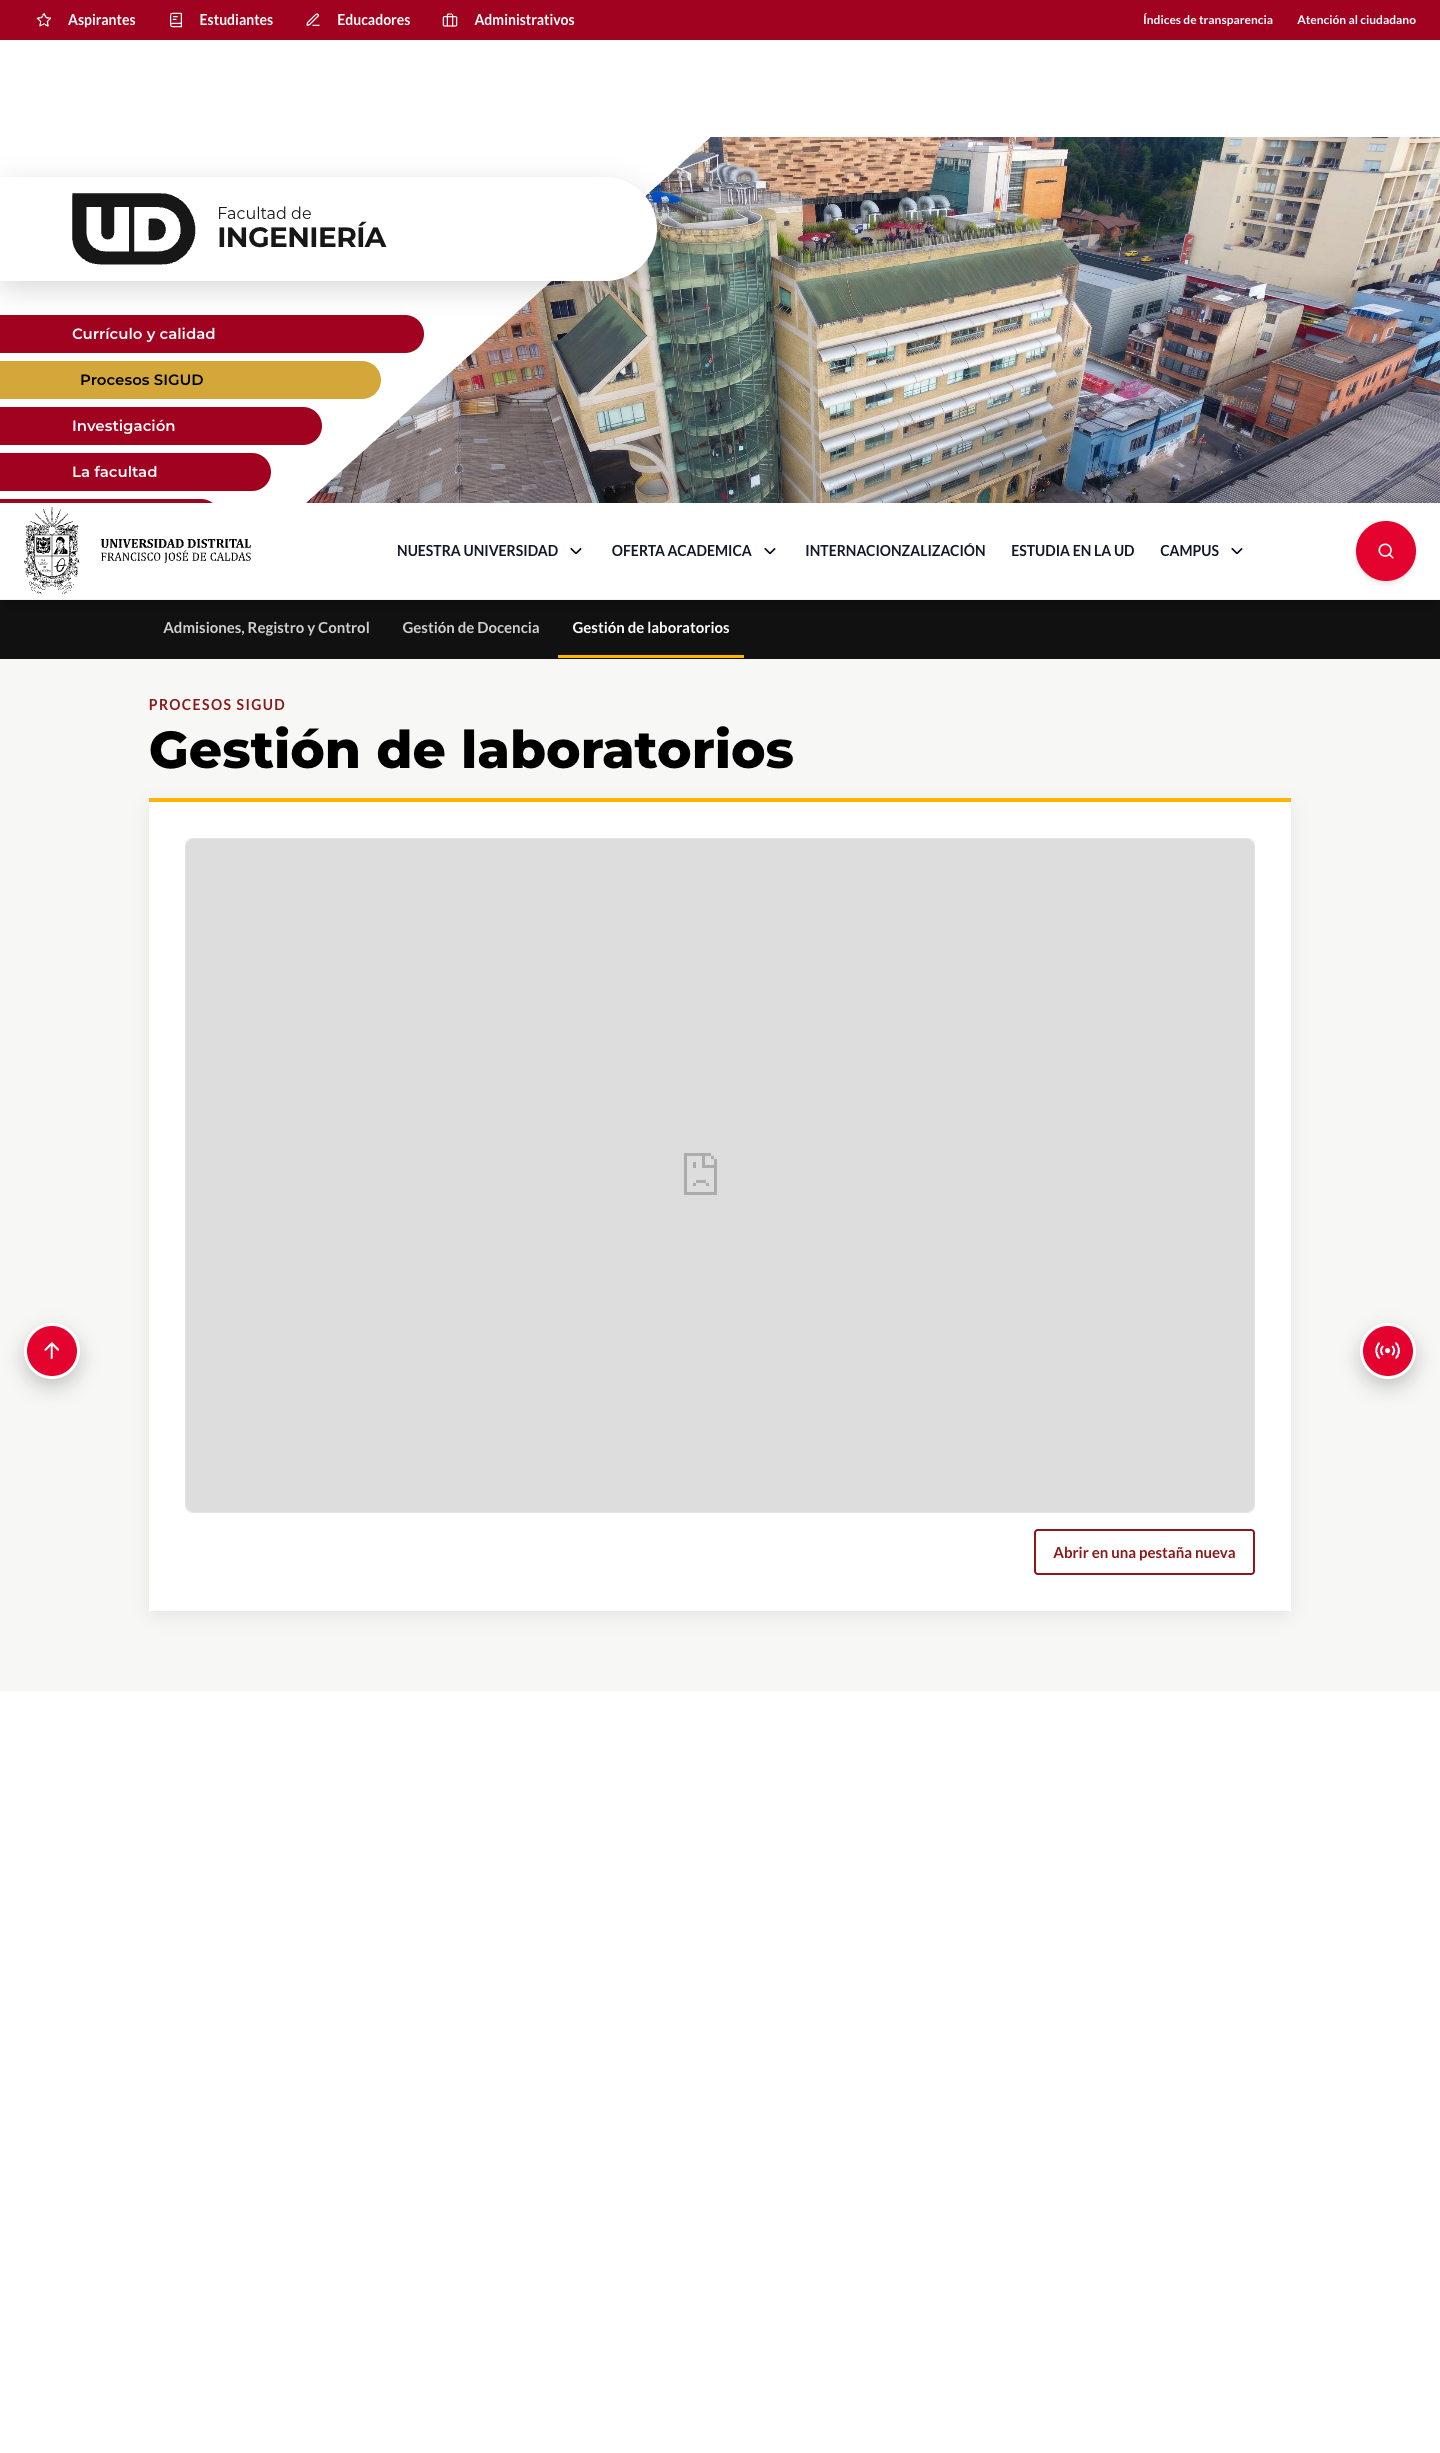 Aspirantes
Estudiantes
Educadores
Administrativos
Índices de transparencia
Atención al ciudadano
UD
Facultad de
INGENIERÍA
Currículo y calidad
Procesos SIGUD
Investigación
La facultad
UNIVERSIDAD DISTRITAL
FRANCISCO JOSÉ DE CALDAS
NUESTRA UNIVERSIDAD
OFERTA ACADEMICA
INTERNACIONZALIZACIÓN
ESTUDIA EN LA UD
CAMPUS
Admisiones, Registro y Control
Gestión de Docencia
Gestión de laboratorios
PROCESOS SIGUD
Gestión de laboratorios
Abrir en una pestaña nueva